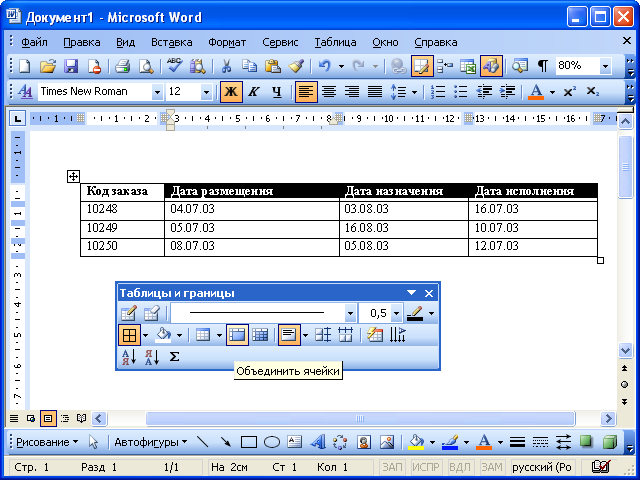 Документ1 - Microsoft Word
Файл Правка Вид Вставка Формат Сервис Таблица Окно Справка
80%
Times New Roman 12 Ж К Ч
Код заказа Дата размещения Дата назначения Дата исполнения
10248 04.07.03 03.08.03 16.07.03
10249 05.07.03 16.08.03 10.07.03
10250 08.07.03 05.08.03 12.07.03
Таблицы и границы
0,5
Объединить ячейки
Рисование Автофигуры
Стр. 1 Разд 1 1/1 На 2см Ст 1 Кол 1 ЗАП ИСПР ВДЛ ЗАМ русский (Ро